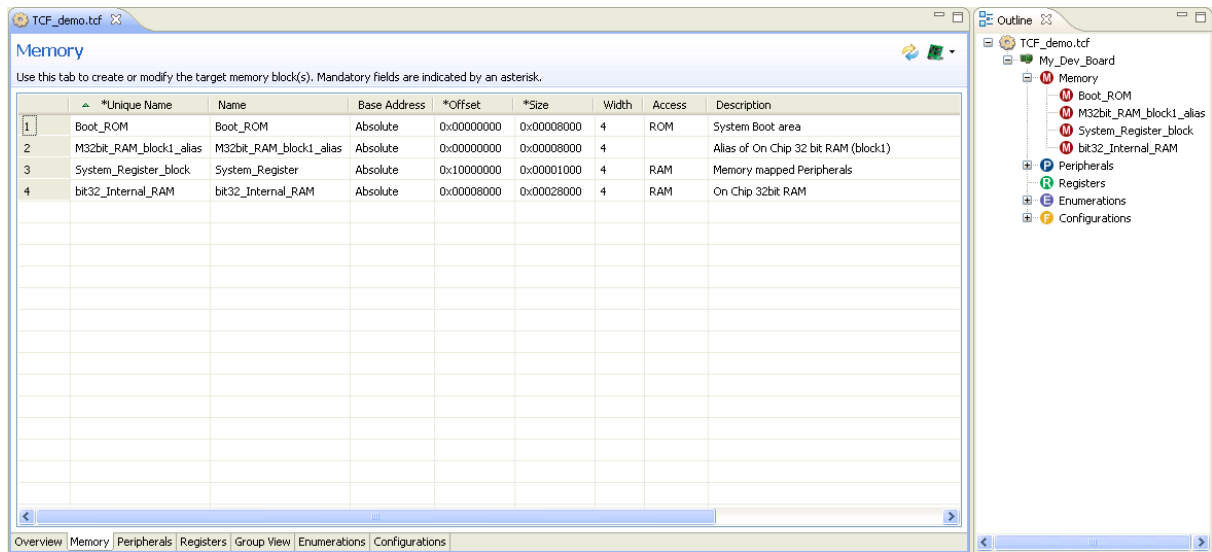 TCF_demo.tcf
Memory
Use this tab to create or modify the target memory block(s). Mandatory fields are indicated by an asterisk.
*Unique Name Name Base Address *Offset *Size Width Access Description
1 Boot_ROM Boot_ROM Absolute 0x00000000 0x00008000 4 ROM System Boot area
2 M32bit_RAM_block1_alias M32bit_RAM_block1_alias Absolute 0x00000000 0x00008000 4 Alias of On Chip 32 bit RAM (block1)
3 System_Register_block System_Register Absolute 0x10000000 0x00001000 4 RAM Memory mapped Peripherals
4 bit32_Internal_RAM bit32_Internal_RAM Absolute 0x00008000 0x00028000 4 RAM On Chip 32bit RAM
Overview Memory Peripherals Registers Group View Enumerations Configurations
Outline
TCF_demo.tcf
My_Dev_Board
M Memory
M Boot_ROM
M M32bit_RAM_block1_alias
M System_Register_block
M bit32_Internal_RAM
P Peripherals
R Registers
E Enumerations
F Configurations